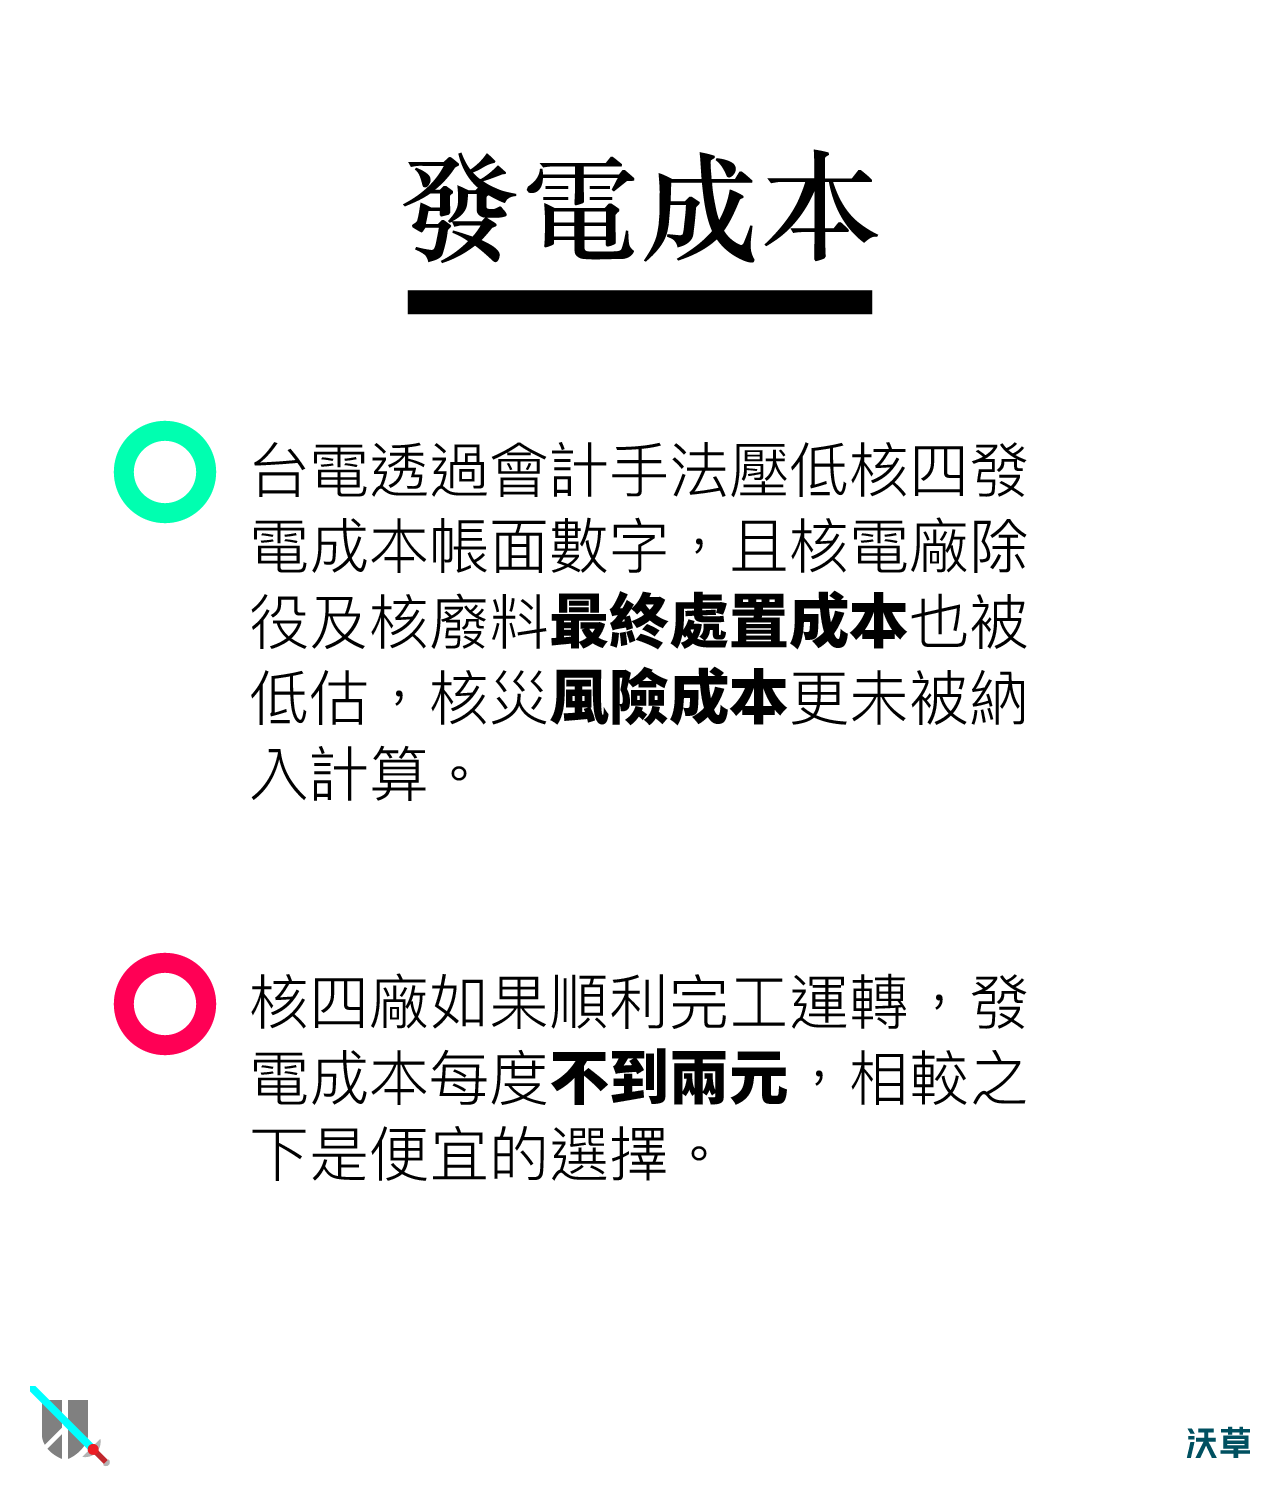 發電成本
台電透過會計手法壓低核四發
電成本帳面數字，且核電廠除
役及核廢料最終處置成本也被
低估，核災風險成本更未被納
入計算。
核四廠如果順利完工運轉，發
電成本每度不到兩元，相較之
下是便宜的選擇。
沃草